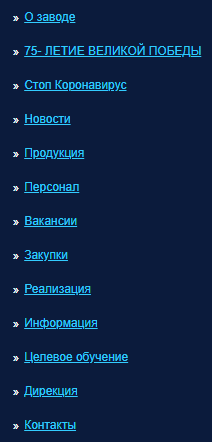 » О заводе
» 75- ЛЕТИЕ ВЕЛИКОЙ ПОБЕДЫ
» Стоп Коронавирус
» Новости
» Продукция
» Персонал
» Вакансии
» Закупки
» Реализация
» Информация
» Целевое обучение
» Дирекция
» Контакты